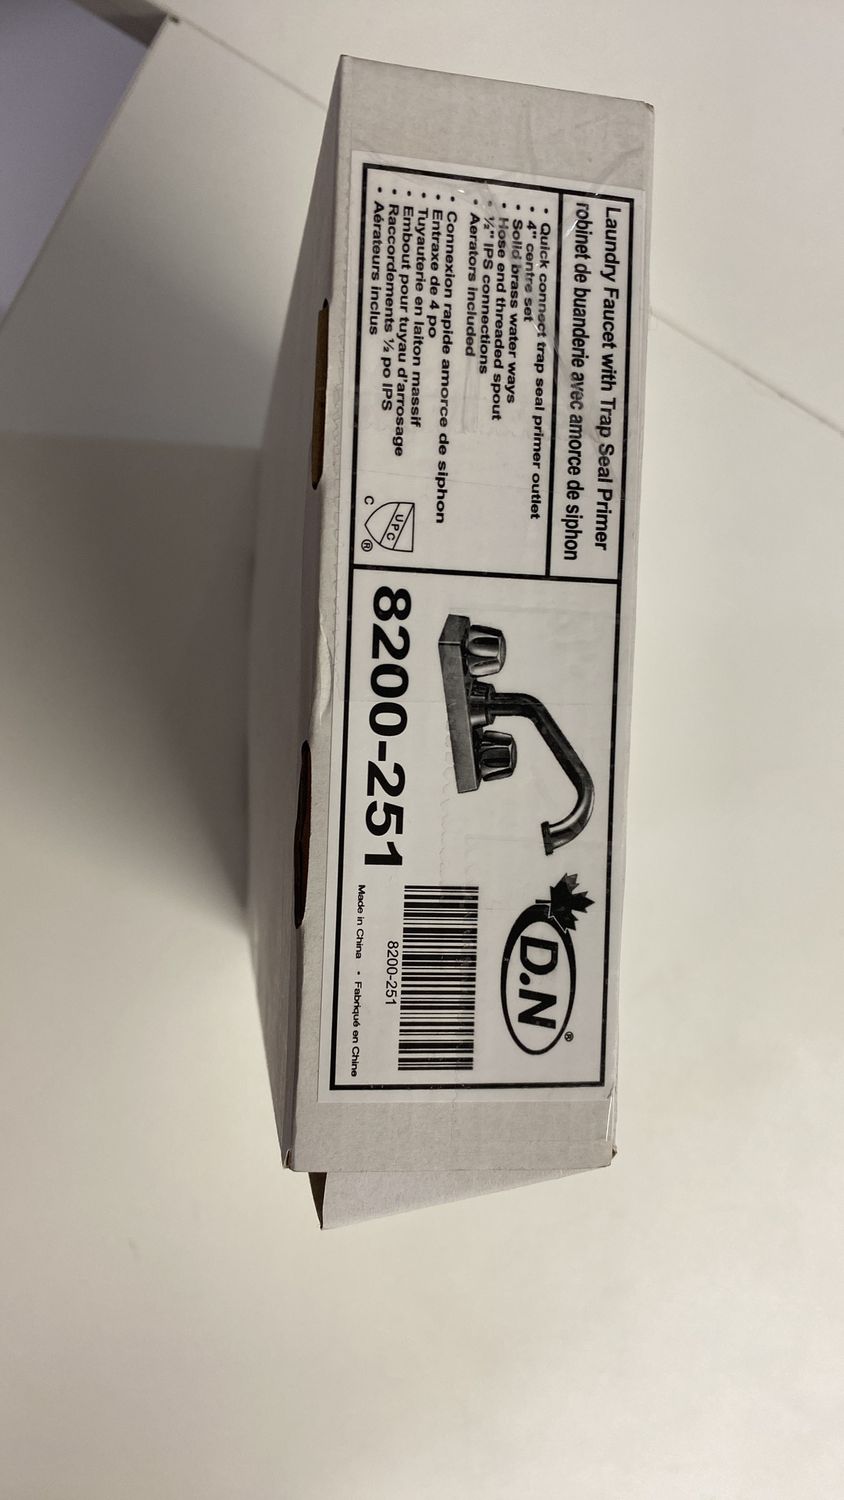 Laundry Faucet with Trap Seal Primer
robinet de buanderie avec amorce de siphon
• Quick connect trap seal primer outlet
• 4" centre set
• Solid brass water ways
• Hose end threaded spout
• ½" IPS connections
• Aerators included
• Connexion rapide amorce de siphon
• Entraxe de 4 po
• Tuyauterie en laiton massif
• Embout pour tuyau d'arrosage
• Raccordements ½ po IPS
• Aérateurs inclus
UPC
C ®
D.N ®
8200-251
8200-251
Made in China • Fabriqué en Chine